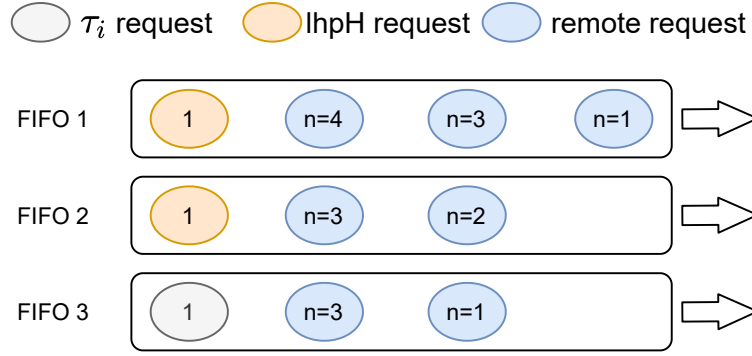 τi request lhpH request remote request
FIFO 1 1 n=4 n=3 n=1
FIFO 2 1 n=3 n=2
FIFO 3 1 n=3 n=1